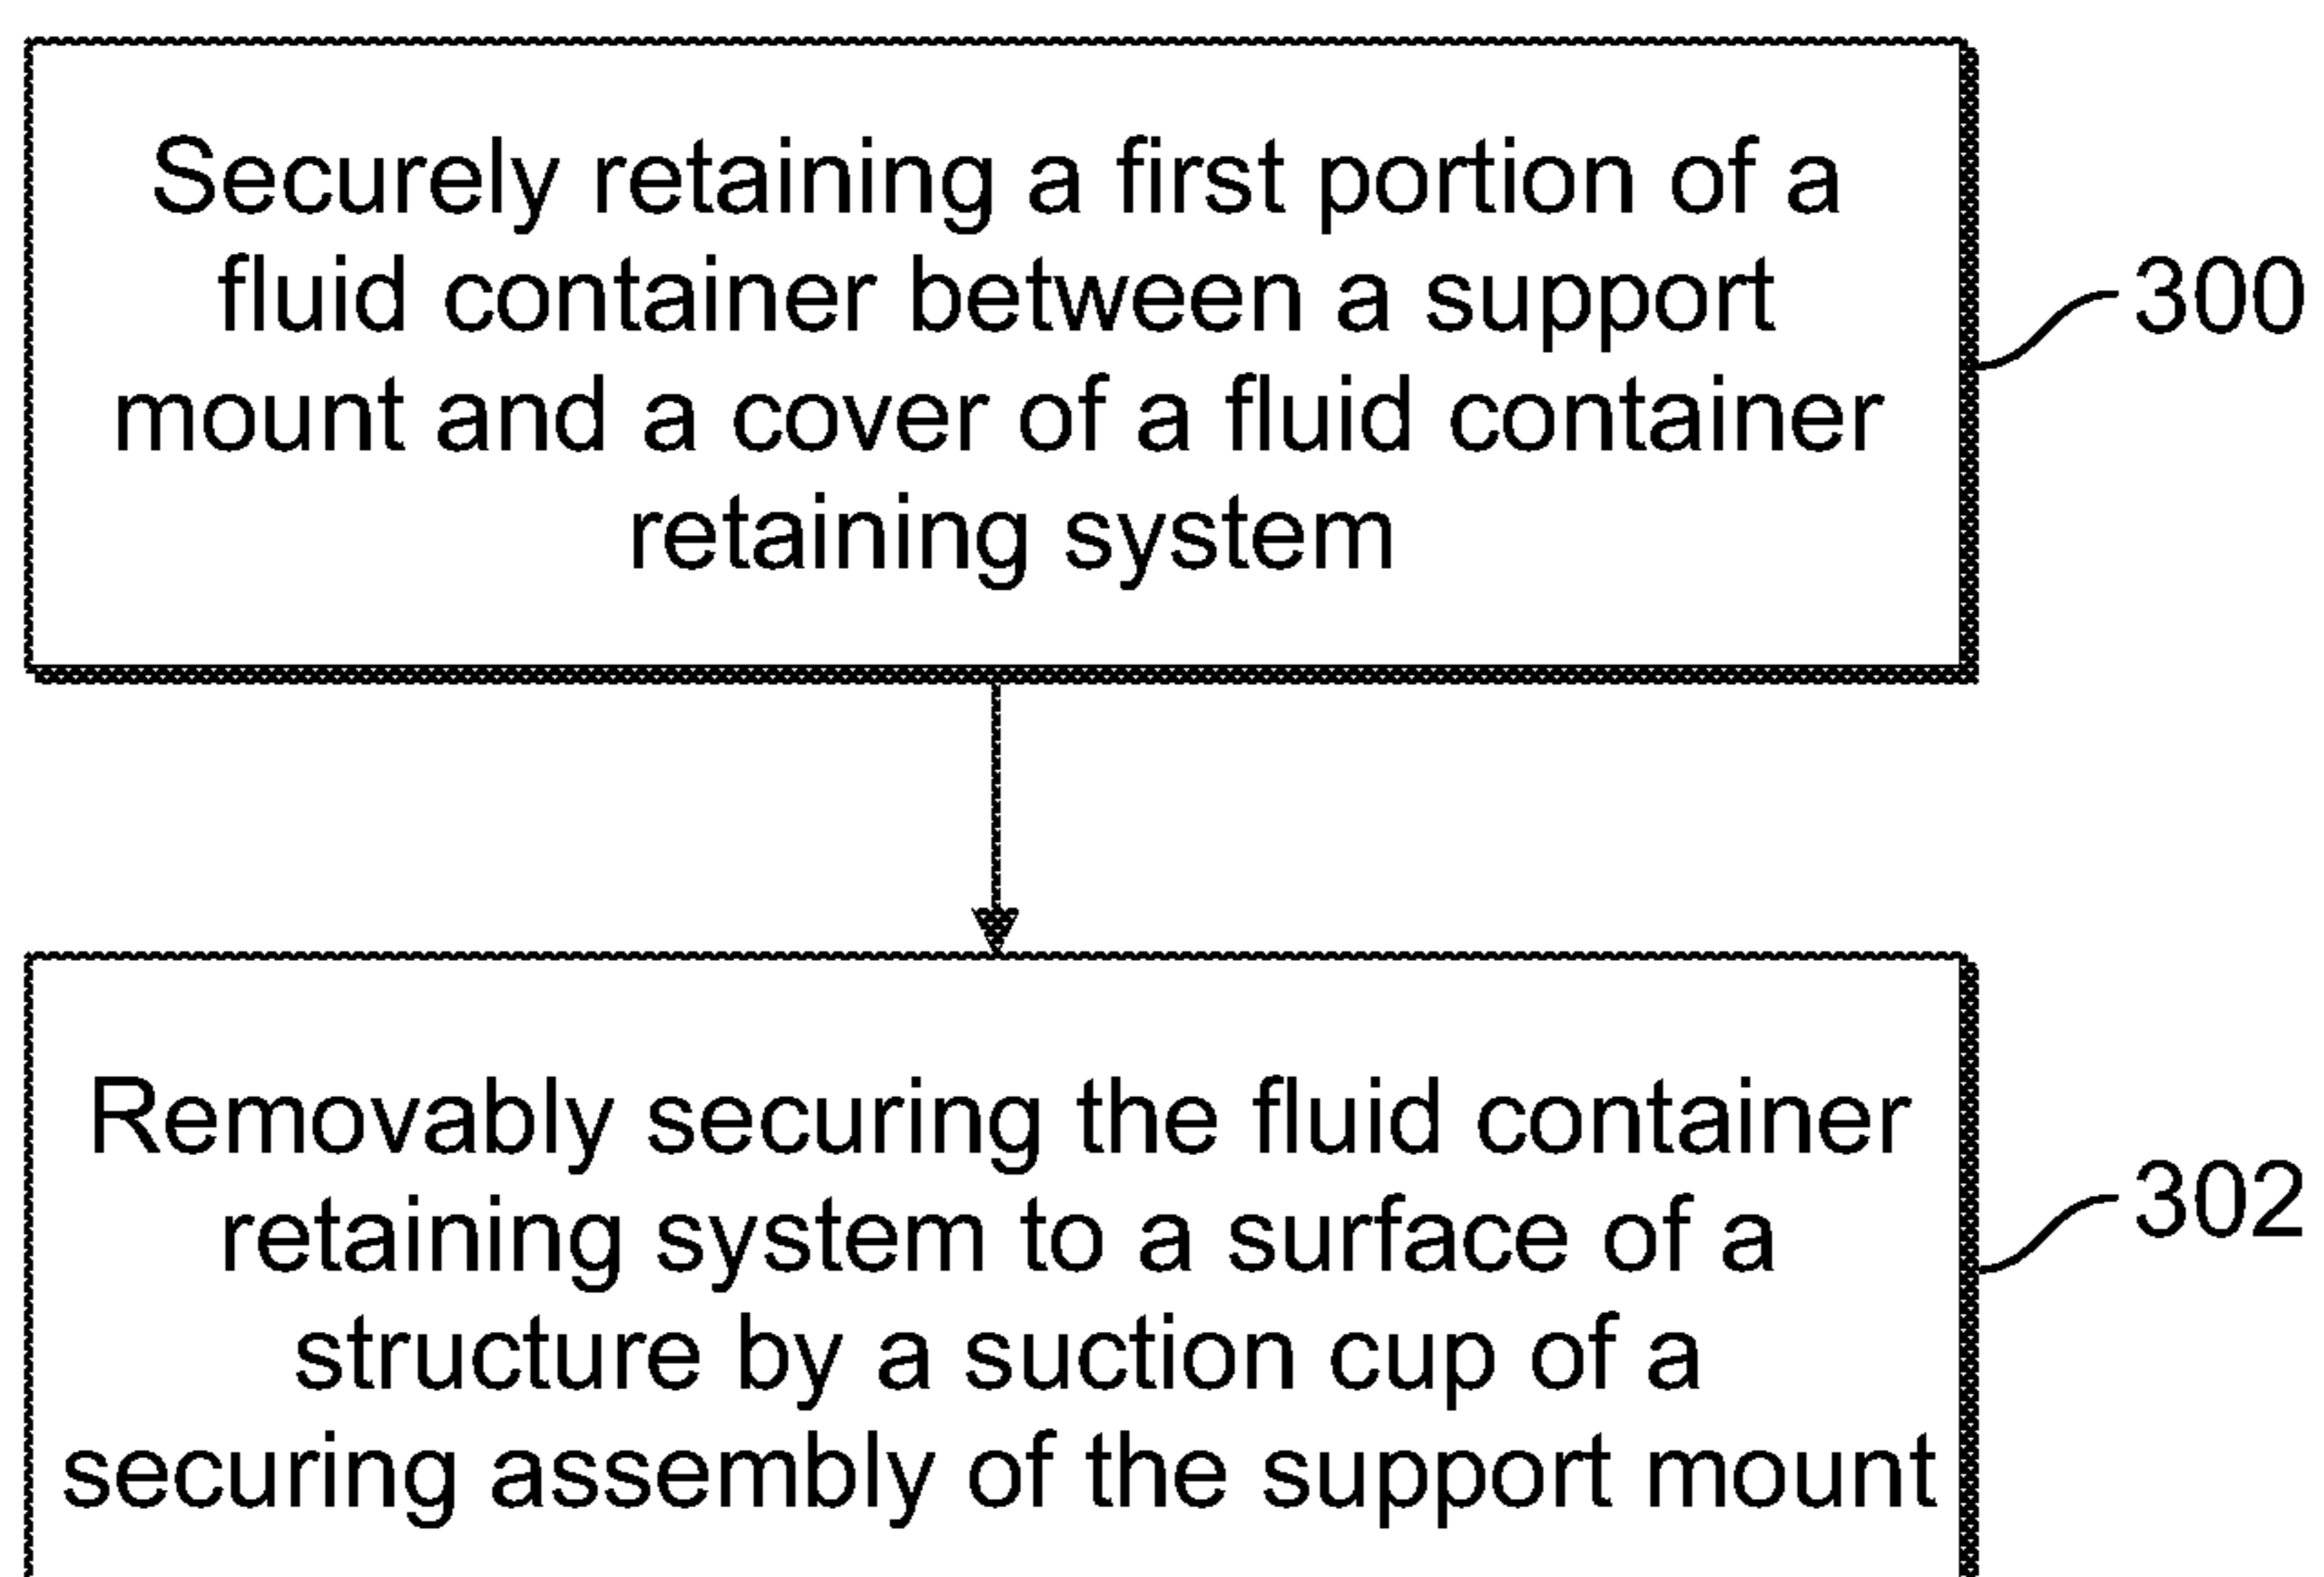 Securely retaining a first portion of a
fluid container between a support
mount and a cover of a fluid container
retaining system
300
Removably securing the fluid container
retaining system to a surface of a
structure by a suction cup of a
securing assembly of the support mount
302